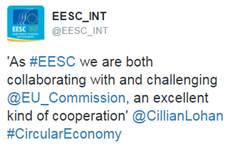 EESC_INT
@EESC_INT
EESC
'As #EESC we are both
collaborating with and challenging
@EU_Commission, an excellent
kind of cooperation' @CillianLohan
#CircularEconomy